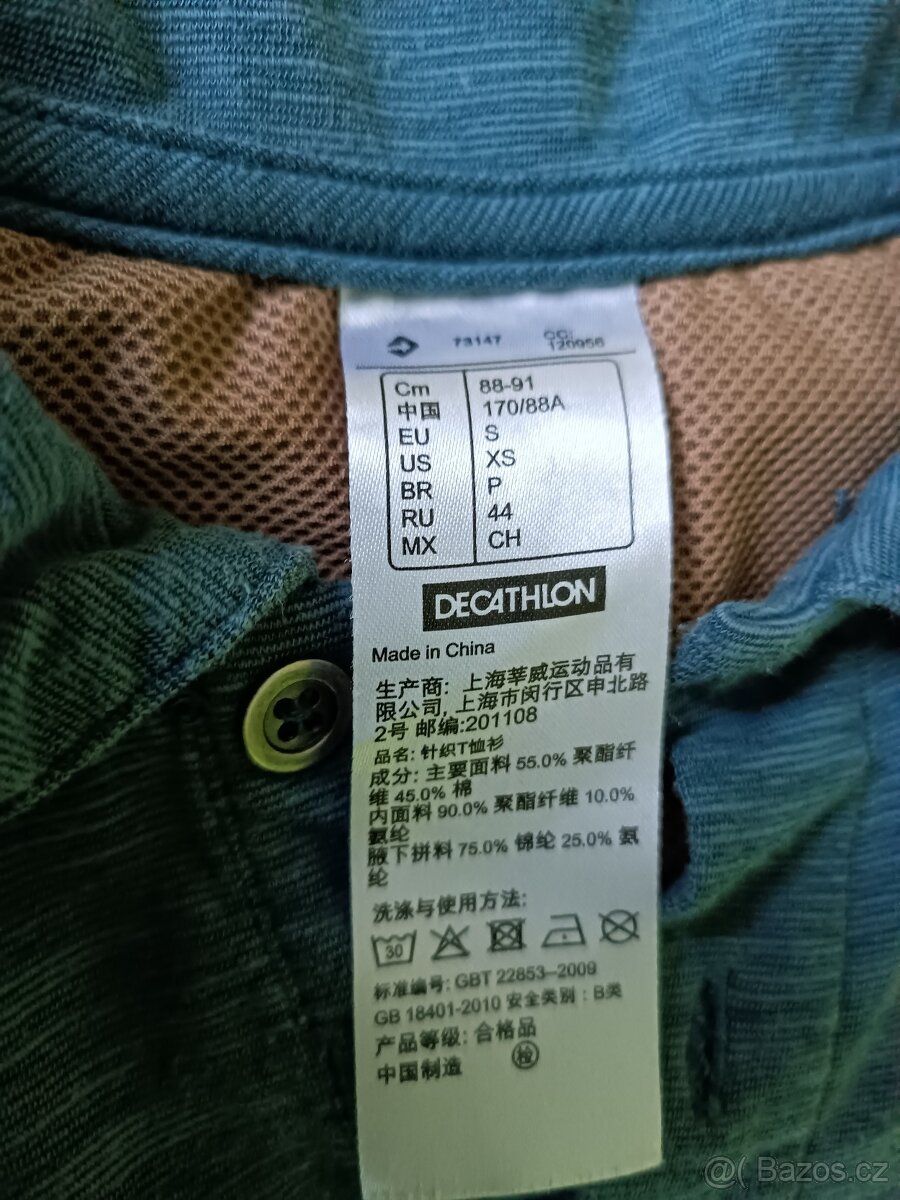 73147 CC:
120956
Cm 88-91
中国 170/88A
EU S
US XS
BR P
RU 44
MX CH
DECATHLON
Made in China
生产商: 上海莘威运动品有
限公司, 上海市闵行区申北路
2号 邮编:201108
品名: 针织T恤衫
成分: 主要面料 55.0% 聚酯纤
维 45.0% 棉
内面料 90.0% 聚酯纤维 10.0%
氨纶
腋下拼料 75.0% 锦纶 25.0% 氨
纶
洗涤与使用方法:
30
标准编号: GBT 22853-2009
GB 18401-2010 安全类别 : B类
产品等级: 合格品
中国制造 检
@( Bazos.cz